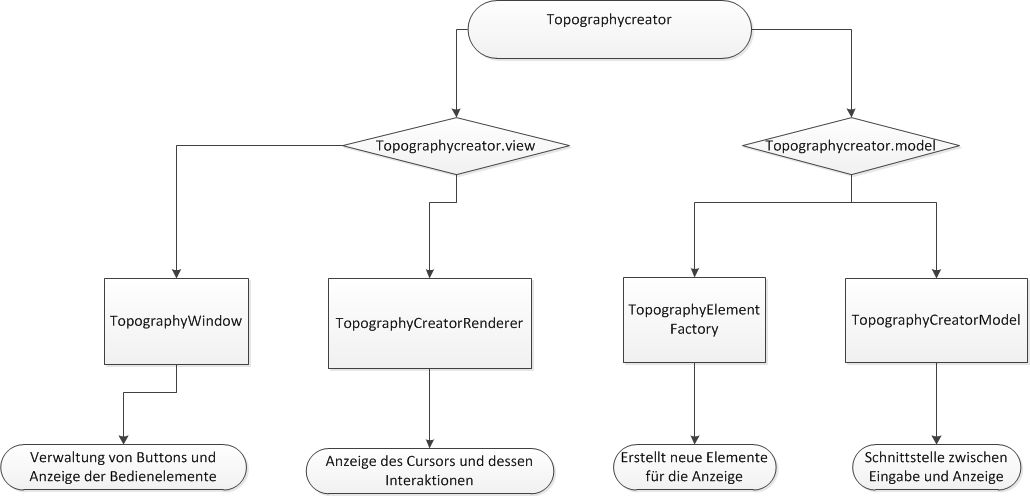 Topographycreator
Topographycreator.view
Topographycreator.model
TopographyWindow
TopographyCreatorRenderer
TopographyElement
Factory
TopographyCreatorModel
Verwaltung von Buttons und
Anzeige der Bedienelemente
Anzeige des Cursors und dessen
Interaktionen
Erstellt neue Elemente
für die Anzeige
Schnittstelle zwischen
Eingabe und Anzeige